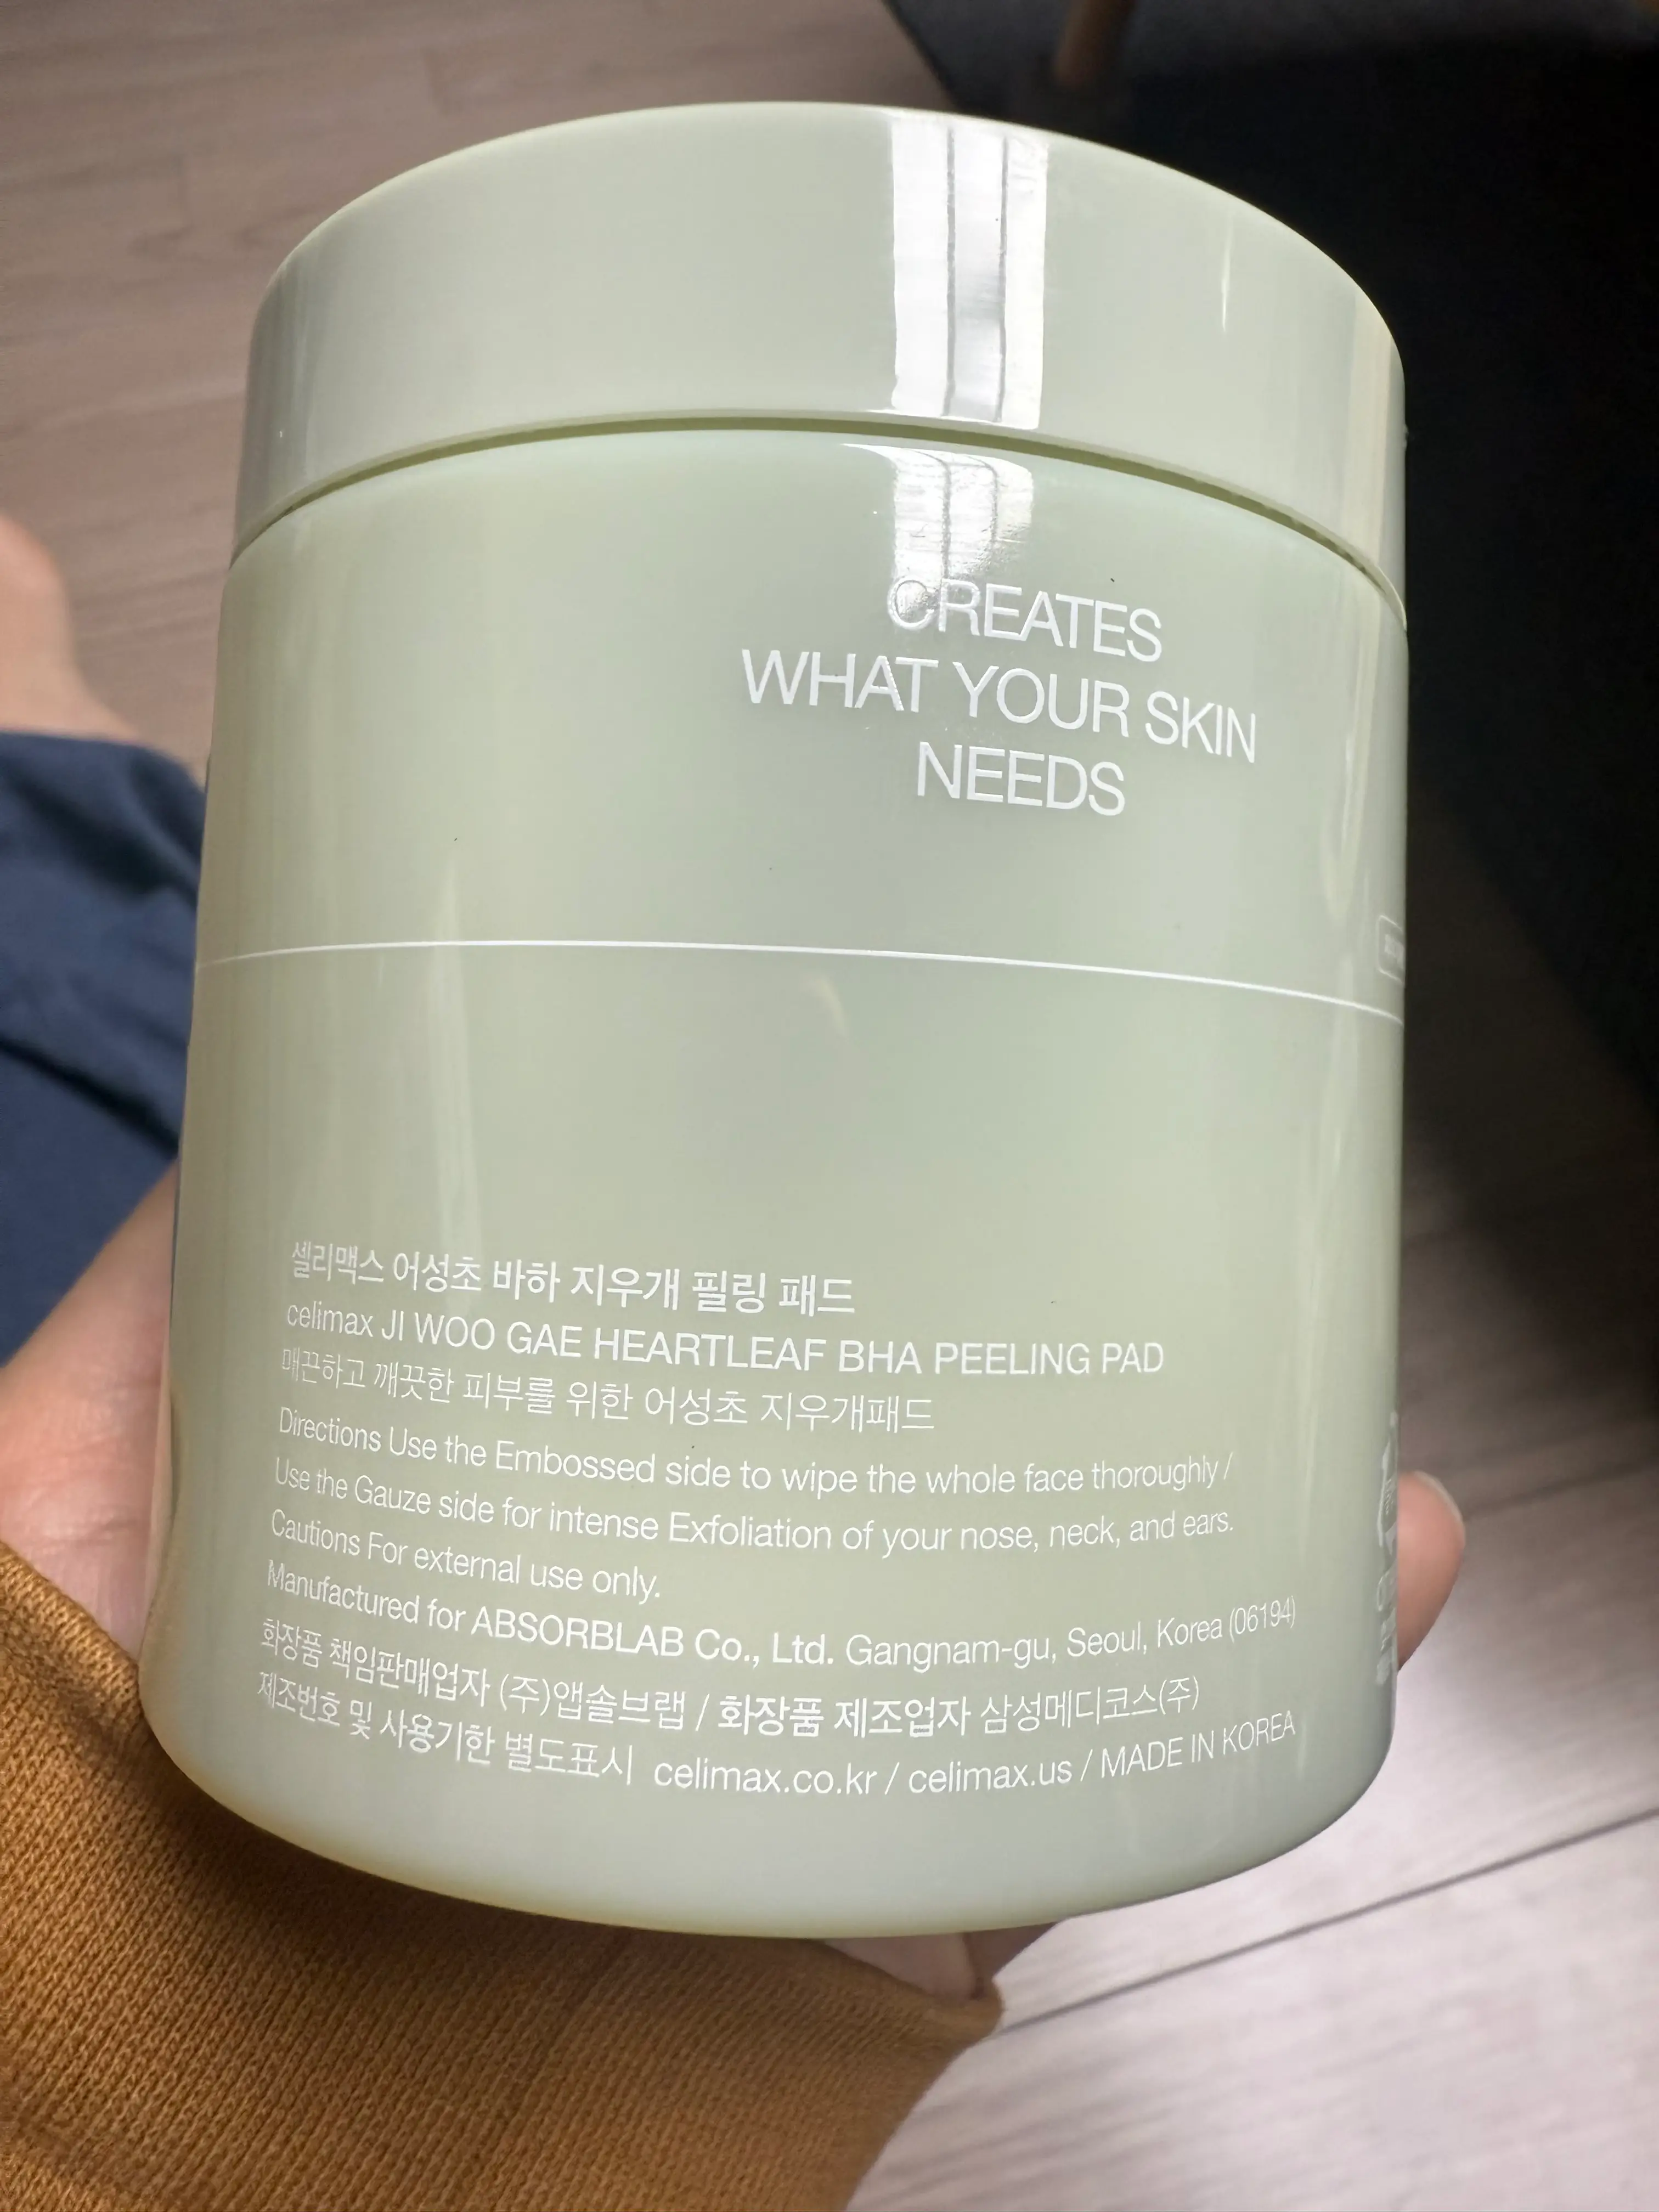 CREATES
WHAT YOUR SKIN
NEEDS
셀리맥스 어성초 바하 지우개 필링 패드
celimax JI WOO GAE HEARTLEAF BHA PEELING PAD
매끈하고 깨끗한 피부를 위한 어성초 지우개패드
Directions Use the Embossed side to wipe the whole face thoroughly /
Use the Gauze side for intense Exfoliation of your nose, neck, and ears.
Cautions For external use only.
Manufactured for ABSORBLAB Co., Ltd. Gangnam-gu, Seoul, Korea (06194)
화장품 책임판매업자 (주)앱솔브랩 / 화장품 제조업자 삼성메디코스(주)
제조번호 및 사용기한 별도표시 celimax.co.kr / celimax.us / MADE IN KOREA